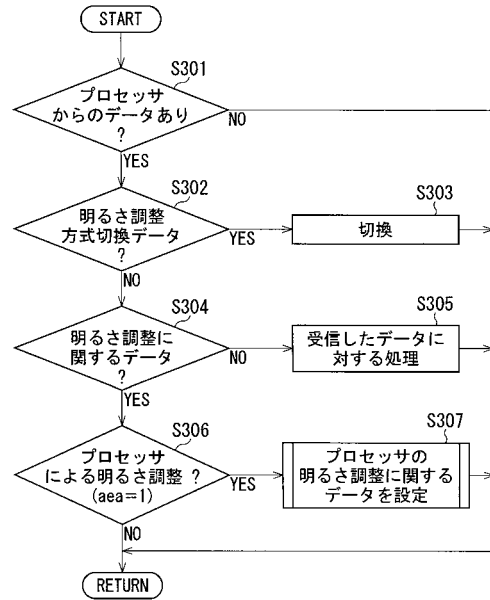 START
S301
プロセッサ
からのデータあり
?
NO
YES
S302
明るさ調整
方式切換データ
?
YES
NO
S303
切換
S304
明るさ調整に
関するデータ
?
NO
YES
S305
受信したデータに
対する処理
S306
プロセッサ
による明るさ調整 ?
(aea=1)
YES
NO
S307
プロセッサの
明るさ調整に関する
データを設定
RETURN